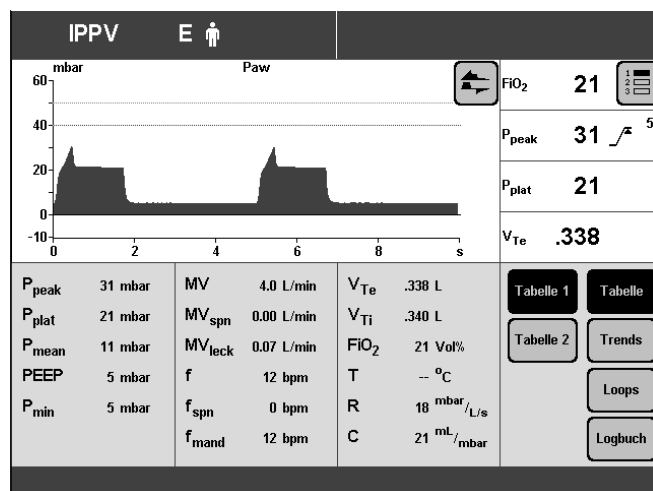 IPPV E
mbar Paw
60
40
20
0
-10
0 2 4 6 8 s
FiO2 21
1
2
3
Ppeak 31 5
Pplat 21
VTe .338
Ppeak 31 mbar
Pplat 21 mbar
Pmean 11 mbar
PEEP 5 mbar
Pmin 5 mbar
MV 4.0 L/min
MVspn 0.00 L/min
MVleck 0.07 L/min
f 12 bpm
fspn 0 bpm
fmand 12 bpm
VTe .338 L
VTi .340 L
FiO2 21 Vol%
T -- °C
R 18 mbar/L/s
C 21 mL/mbar
Tabelle 1 Tabelle
Tabelle 2 Trends
Loops
Logbuch